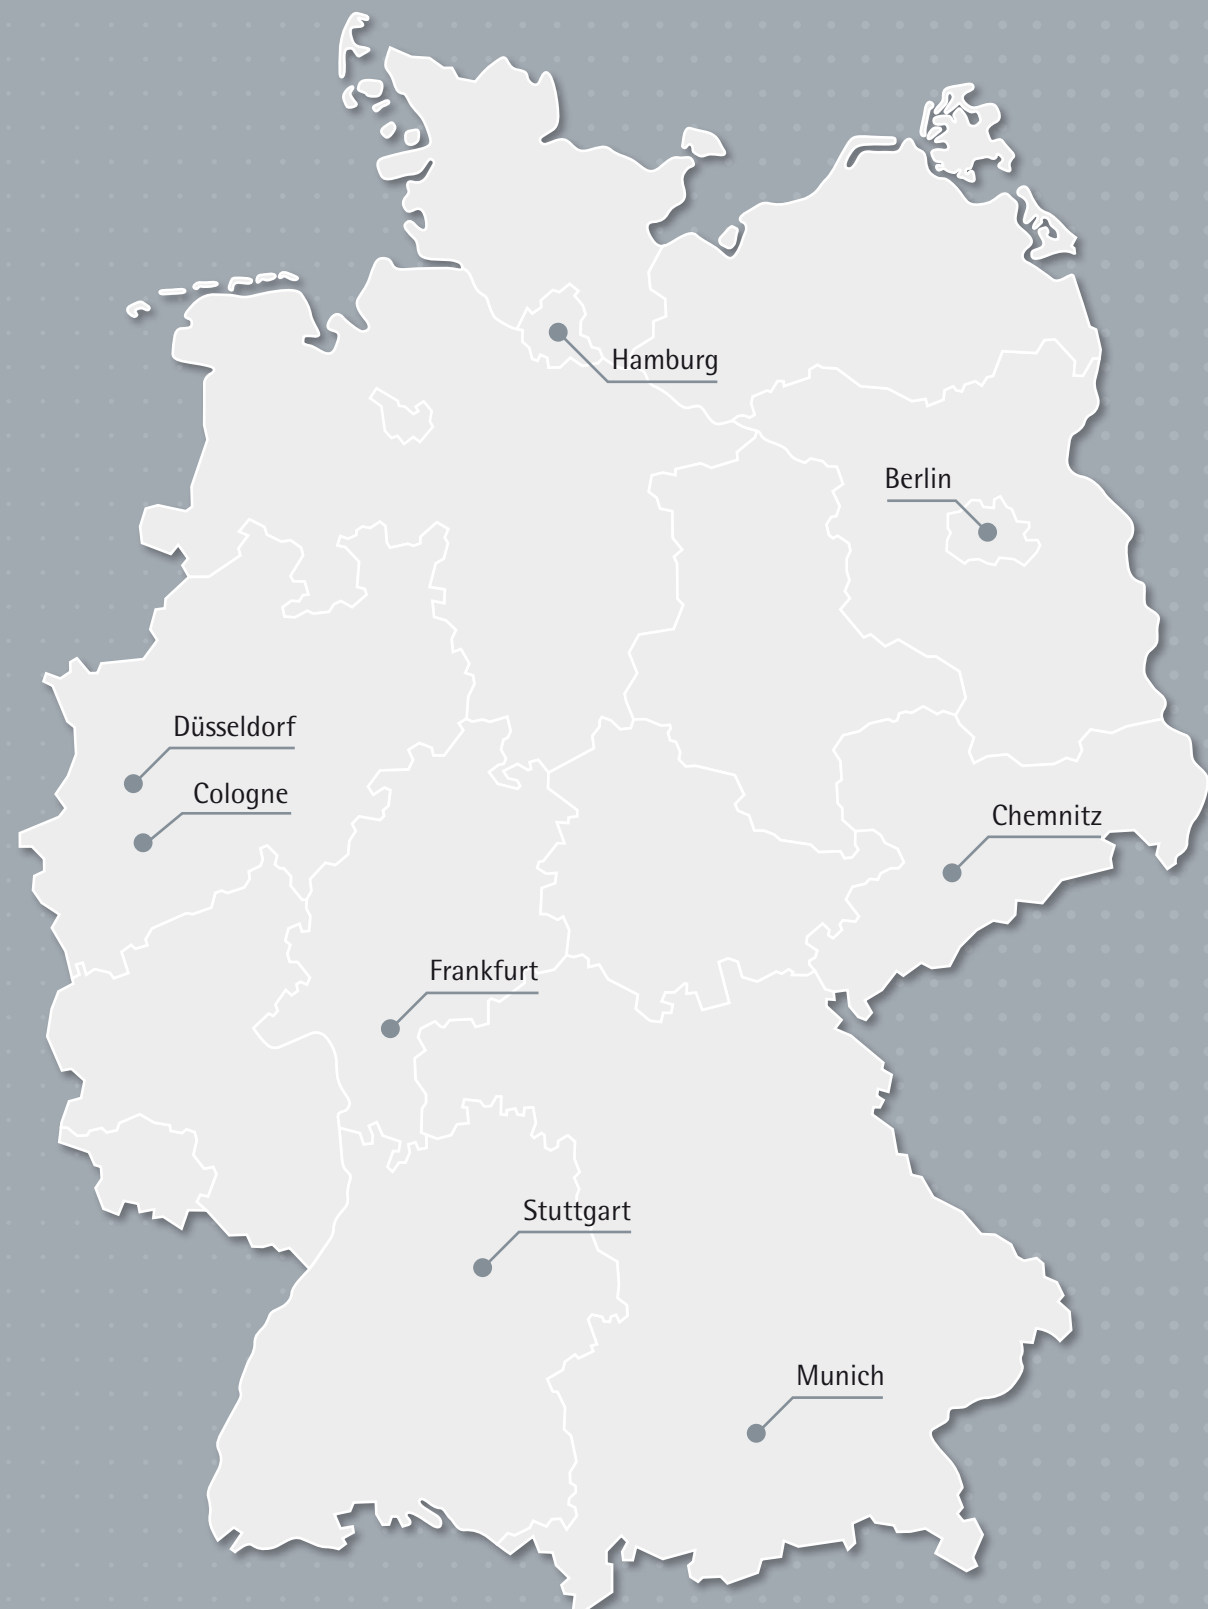 Hamburg
Berlin
Düsseldorf
Cologne
Chemnitz
Frankfurt
Stuttgart
Munich